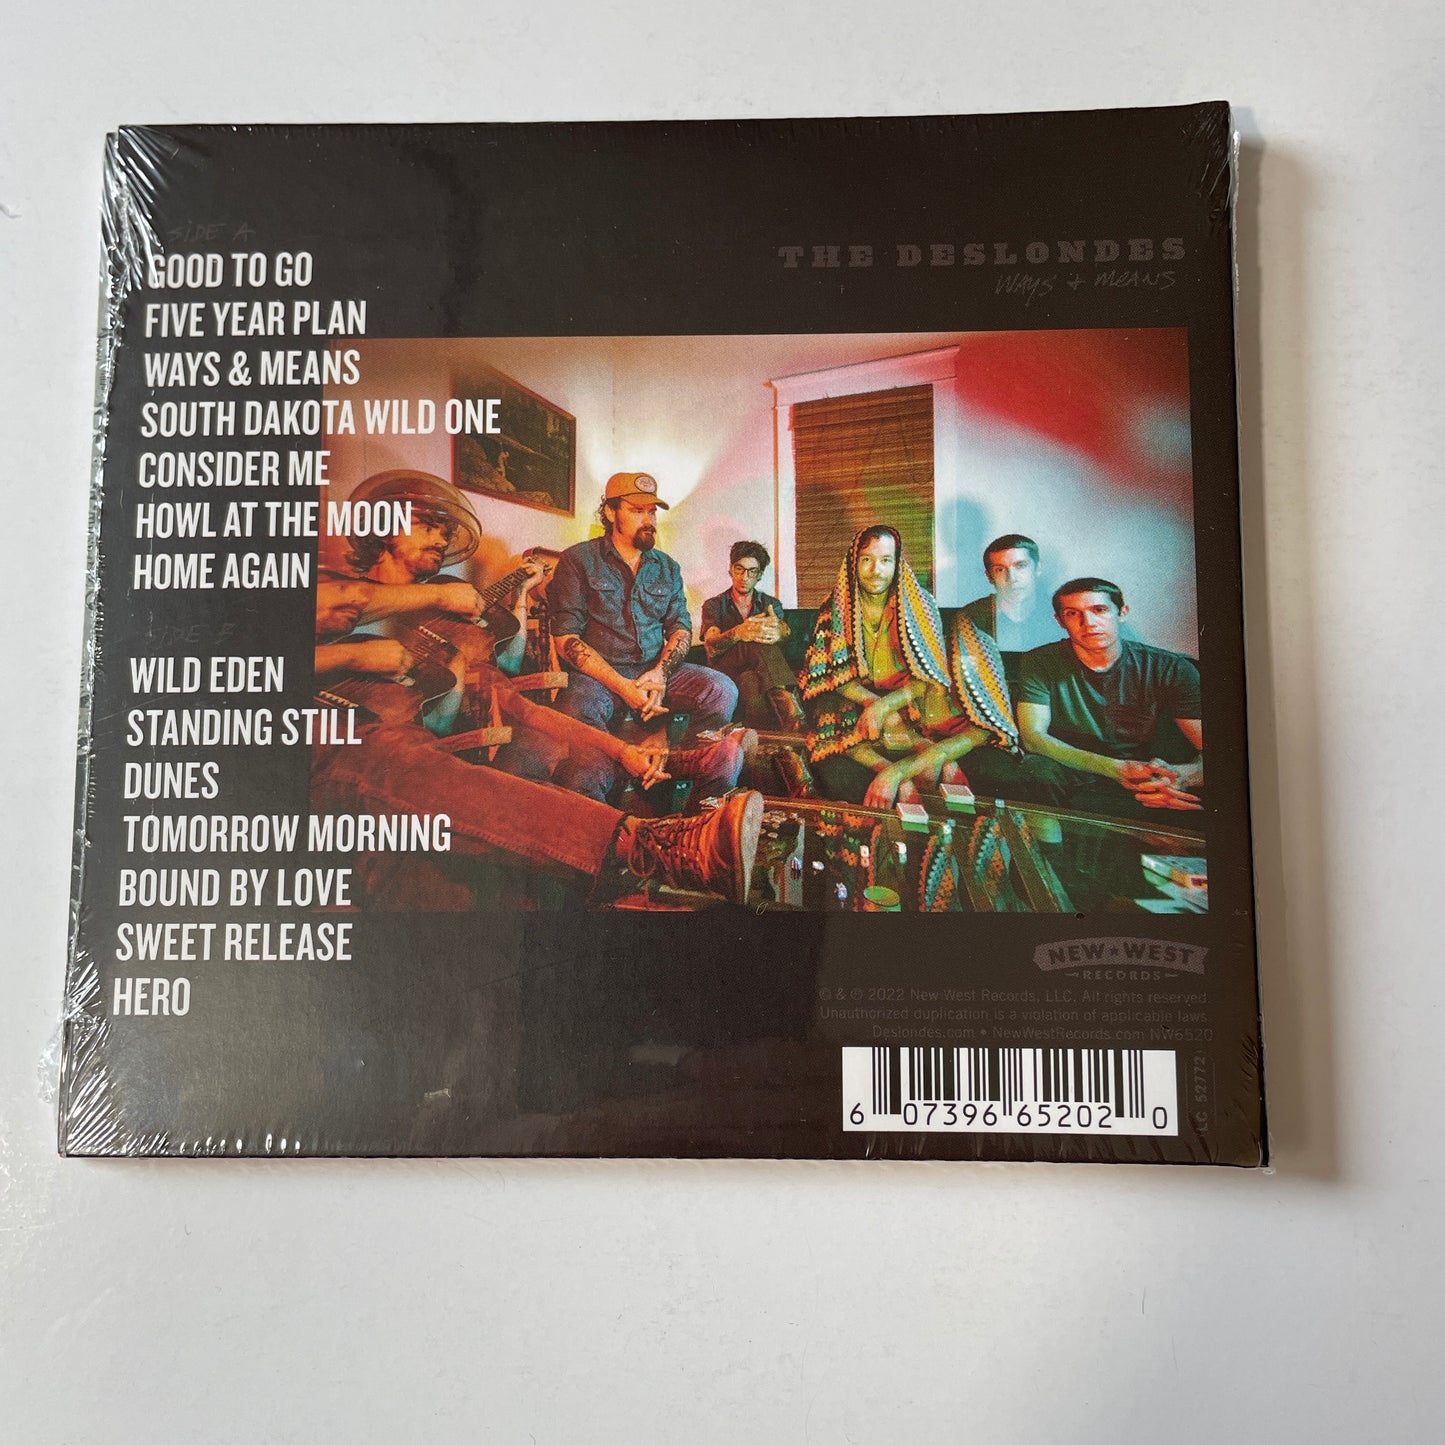 SIDE A
GOOD TO GO
FIVE YEAR PLAN
WAYS & MEANS
SOUTH DAKOTA WILD ONE
CONSIDER ME
HOWL AT THE MOON
HOME AGAIN
SIDE B
WILD EDEN
STANDING STILL
DUNES
TOMORROW MORNING
BOUND BY LOVE
SWEET RELEASE
HERO
THE DESLONDES
WAYS + MEANS
NEW★WEST
RECORDS
© & ℗ 2022 New West Records, LLC. All rights reserved.
Unauthorized duplication is a violation of applicable laws.
Deslondes.com • NewWestRecords.com NW6520
6 07396 65202 0
LC 52772